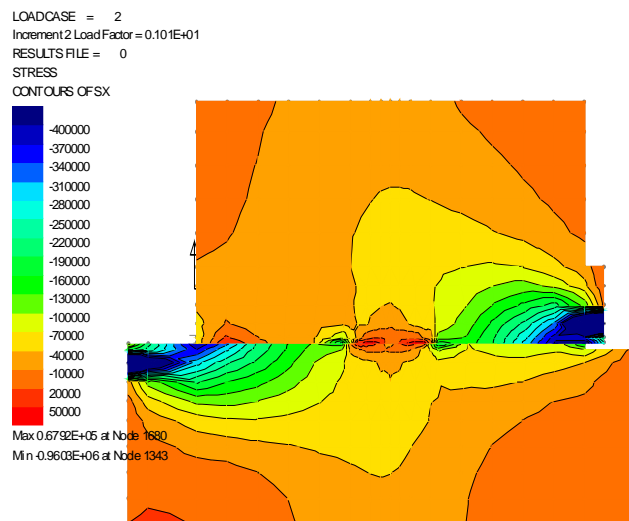 LOADCASE = 2
Increment 2 Load Factor = 0.101E+01
RESULTS FILE = 0
STRESS
CONTOURS OF SX
-400000
-370000
-340000
-310000
-280000
-250000
-220000
-190000
-160000
-130000
-100000
-70000
-40000
-10000
20000
50000
Max 0.6792E+05 at Node 1680
Min -0.9603E+06 at Node 1343